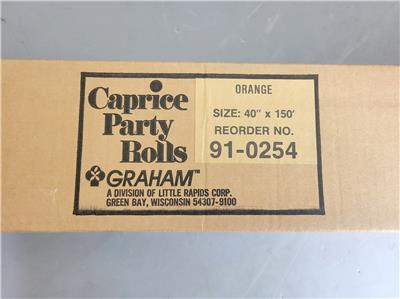 Caprice
Party
Rolls
GRAHAM™
A DIVISION OF LITTLE RAPIDS CORP.
GREEN BAY, WISCONSIN 54307-9100
ORANGE
SIZE: 40" x 150'
REORDER NO.
91-0254